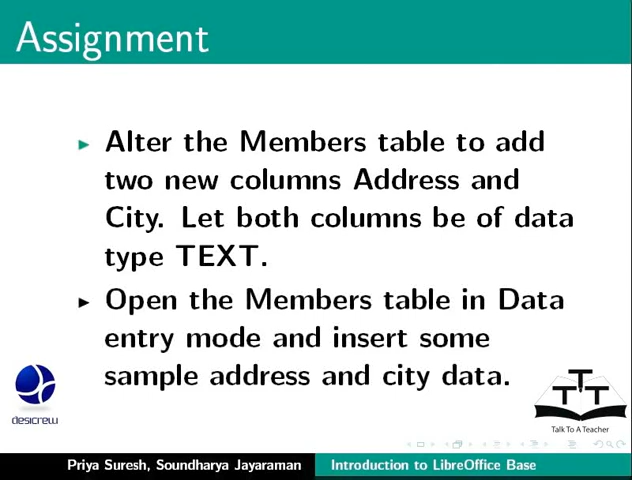 Assignment
Alter the Members table to add
two new columns Address and
City. Let both columns be of data
type TEXT.
Open the Members table in Data
entry mode and insert some
sample address and city data.
desicrew
T T T
Talk To A Teacher
Priya Suresh, Soundharya Jayaraman Introduction to LibreOffice Base